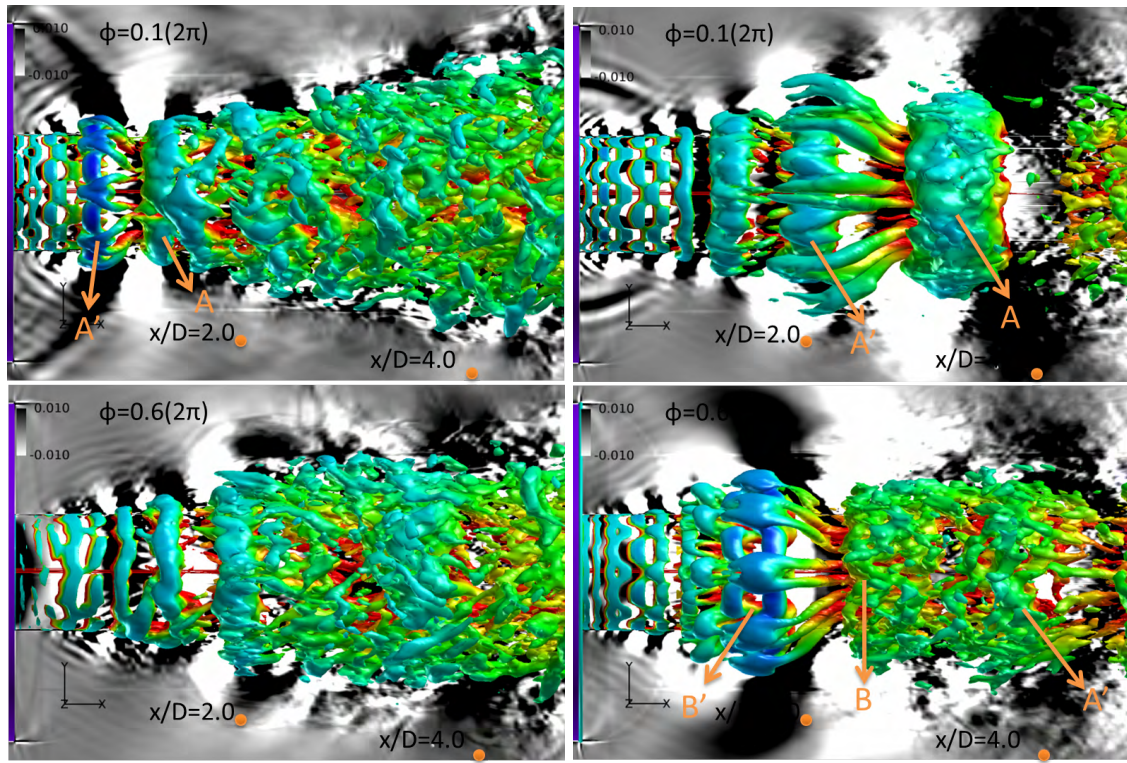 0.010
-0.010
ϕ=0.1(2π)
A'
A
x/D=2.0
x/D=4.0
Y
Z
X
0.010
-0.010
ϕ=0.1(2π)
A'
A
x/D=2.0
x/D=
Y
Z
X
0.010
-0.010
ϕ=0.6(2π)
x/D=2.0
x/D=4.0
Y
Z
X
0.010
-0.010
B'
B
A'
x/D=4.0
Y
Z
X